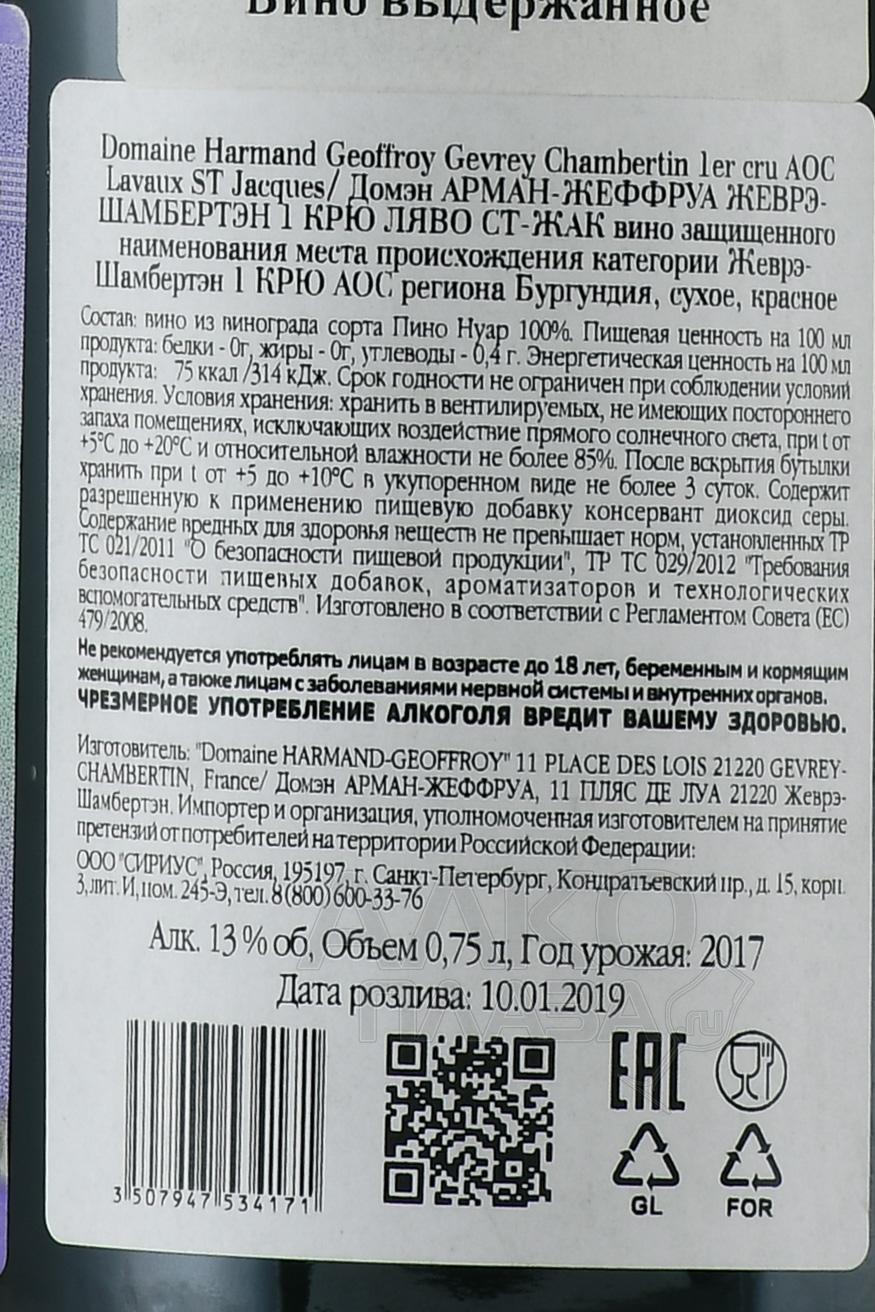 Вино выдержанное
Domaine Harmand Geoffroy Gevrey Chambertin 1er cru AOC
Lavaux ST Jacques/ Домэн АРМАН-ЖЕФФРУА ЖЕВРЭ-
ШАМБЕРТЭН 1 КРЮ ЛЯВО СТ-ЖАК вино защищенного
наименования места происхождения категории Жеврэ-
Шамбертэн 1 КРЮ АОС региона Бургундия, сухое, красное
Состав: вино из винограда сорта Пино Нуар 100%. Пищевая ценность на 100 мл
продукта: белки - 0г, жиры - 0г, углеводы - 0,4 г. Энергетическая ценность на 100 мл
продукта: 75 ккал /314 кДж. Срок годности не ограничен при соблюдении условий
хранения. Условия хранения: хранить в вентилируемых, не имеющих постороннего
запаха помещениях, исключающих воздействие прямого солнечного света, при t от
+5°С до +20°С и относительной влажности не более 85%. После вскрытия бутылки
хранить при t от +5 до +10°С в укупоренном виде не более 3 суток. Содержит
разрешенную к применению пищевую добавку консервант диоксид серы.
Содержание вредных для здоровья веществ не превышает норм, установленных ТР
ТС 021/2011 "О безопасности пищевой продукции", ТР ТС 029/2012 "Требования
безопасности пищевых добавок, ароматизаторов и технологических
вспомогательных средств". Изготовлено в соответствии с Регламентом Совета (ЕС)
479/2008.
Не рекомендуется употреблять лицам в возрасте до 18 лет, беременным и кормящим
женщинам, а также лицам с заболеваниями нервной системы и внутренних органов.
ЧРЕЗМЕРНОЕ УПОТРЕБЛЕНИЕ АЛКОГОЛЯ ВРЕДИТ ВАШЕМУ ЗДОРОВЬЮ.
Изготовитель: "Domaine HARMAND-GEOFFROY" 11 PLACE DES LOIS 21220 GEVREY-
CHAMBERTIN, France/ Домэн АРМАН-ЖЕФФРУА, 11 ПЛЯС ДЕ ЛУА 21220 Жеврэ-
Шамбертэн. Импортер и организация, уполномоченная изготовителем на принятие
претензий от потребителей на территории Российской Федерации:
ООО "СИРИУС", Россия, 195197, г. Санкт-Петербург, Кондратьевский пр., д. 15, корп.
3, лит. И, пом. 245-Э, тел. 8(800)600-33-76
Алк. 13 % об, Объем 0,75 л, Год урожая: 2017
Дата розлива: 10.01.2019
АЛКО
ПЛАЗА
.ru
EAC
3 507947 534171
GL
FOR